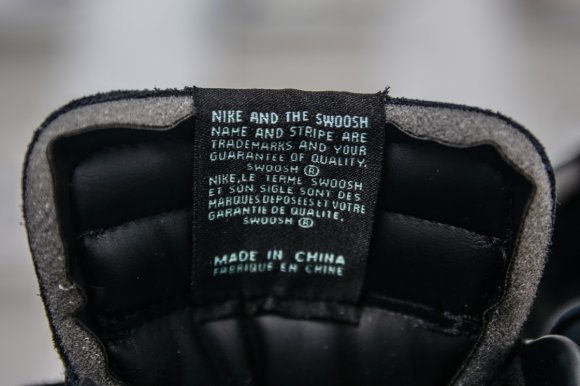 NIKE AND THE SWOOSH
NAME AND STRIPE ARE
TRADEMARKS AND YOUR
GUARANTEE OF QUALITY.
SWOOSH ®
NIKE, LE TERME SWOOSH
ET SON SIGLE SONT DES
MARQUES DEPOSEES ET VOTRE
GARANTIE DE QUALITE.
SWOOSH ®
MADE IN CHINA
FABRIQUE EN CHINE